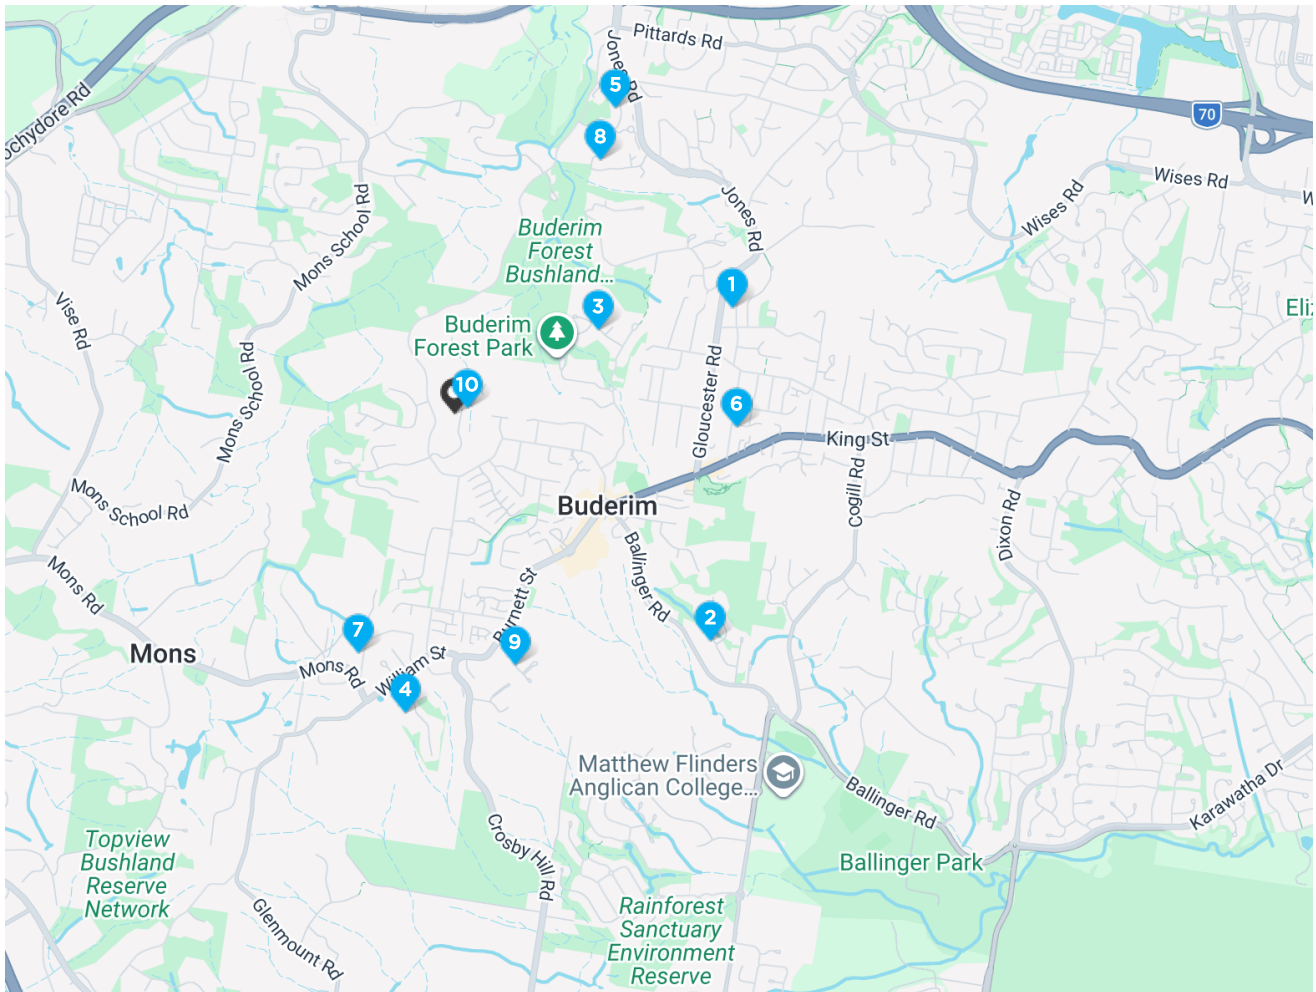 Pittards Rd
Jones Rd
5
70
ochydore Rd
8
Wises Rd
W
Mons School Rd
Jones Rd
Wises Rd
Buderim
Forest
Bushland...
1
3
Eliz
Vise Rd
Buderim
Forest Park
Mons School Rd
Gloucester Rd
10
6
King St
Cogill Rd
Mons School Rd
Buderim
Dixon Rd
Ballinger Rd
Mons Rd
Burnett St
2
7
9
Mons
Mons Rd
William St
4
Matthew Flinders
Anglican College...
Ballinger Rd
Karawatha Dr
Topview
Bushland
Reserve
Network
Crosby Hill Rd
Ballinger Park
Glenmount Rd
Rainforest
Sanctuary
Environment
Reserve